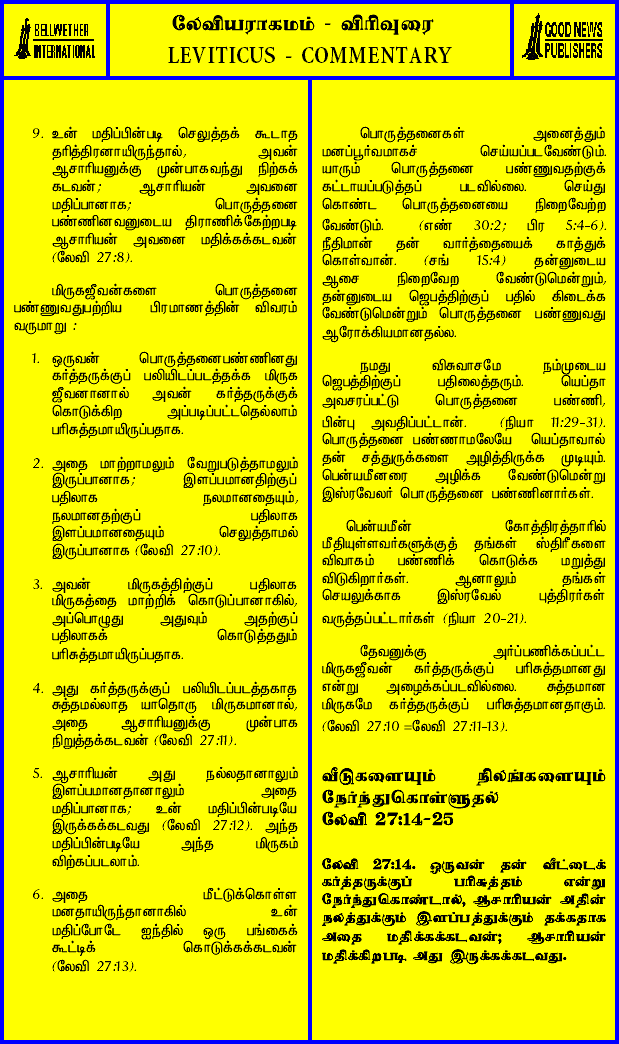 BELLWETHER
INTERNATIONAL
லேவியராகமம் - விரிவுரை
LEVITICUS - COMMENTARY
GOOD NEWS
PUBLISHERS
9. உன் மதிப்பின்படி செலுத்தக் கூடாத
தரித்திரனாயிருந்தால், அவன்
ஆசாரியனுக்கு முன்பாகவந்து நிற்கக்
கடவன்; ஆசாரியன் அவனை
மதிப்பானாக; பொருத்தனை
பண்ணினவனுடைய திராணிக்கேற்றபடி
ஆசாரியன் அவனை மதிக்கக்கடவன்
(லேவி 27:8).
மிருகஜீவன்களை பொருத்தனை
பண்ணுவதுபற்றிய பிரமாணத்தின் விவரம்
வருமாறு :
1. ஒருவன் பொருத்தனைபண்ணினது
கர்த்தருக்குப் பலியிடப்படத்தக்க மிருக
ஜீவனானால் அவன் கர்த்தருக்குக்
கொடுக்கிற அப்படிப்பட்டதெல்லாம்
பரிசுத்தமாயிருப்பதாக.
2. அதை மாற்றாமலும் வேறுபடுத்தாமலும்
இருப்பானாக; இளப்பமானதிற்குப்
பதிலாக நலமானதையும்,
நலமானதற்குப் பதிலாக
இளப்பமானதையும் செலுத்தாமல்
இருப்பானாக (லேவி 27:10).
3. அவன் மிருகத்திற்குப் பதிலாக
மிருகத்தை மாற்றிக் கொடுப்பானாகில்,
அப்பொழுது அதுவும் அதற்குப்
பதிலாகக் கொடுத்ததும்
பரிசுத்தமாயிருப்பதாக.
4. அது கர்த்தருக்குப் பலியிடப்படத்தகாத
சுத்தமல்லாத யாதொரு மிருகமானால்,
அதை ஆசாரியனுக்கு முன்பாக
நிறுத்தக்கடவன் (லேவி 27:11).
5. ஆசாரியன் அது நல்லதானாலும்
இளப்பமானதானாலும் அதை
மதிப்பானாக; உன் மதிப்பின்படியே
இருக்கக்கடவது (லேவி 27:12). அந்த
மதிப்பின்படியே அந்த மிருகம்
விற்கப்படலாம்.
6. அதை மீட்டுக்கொள்ள
மனதாயிருந்தானாகில் உன்
மதிப்போடே ஐந்தில் ஒரு பங்கைக்
கூட்டிக் கொடுக்கக்கடவன்
(லேவி 27:13).
பொருத்தனைகள் அனைத்தும்
மனப்பூர்வமாகச் செய்யப்படவேண்டும்.
யாரும் பொருத்தனை பண்ணுவதற்குக்
கட்டாயப்படுத்தப் படவில்லை. செய்து
கொண்ட பொருத்தனையை நிறைவேற்ற
வேண்டும். (எண் 30:2; பிர 5:4-6).
நீதிமான் தன் வார்த்தையைக் காத்துக்
கொள்வான். (சங் 15:4) தன்னுடைய
ஆசை நிறைவேற வேண்டுமென்றும்,
தன்னுடைய ஜெபத்திற்குப் பதில் கிடைக்க
வேண்டுமென்றும் பொருத்தனை பண்ணுவது
ஆரோக்கியமானதல்ல.
நமது விசுவாசமே நம்முடைய
ஜெபத்திற்குப் பதிலைத்தரும். யெப்தா
அவசரப்பட்டு பொருத்தனை பண்ணி,
பின்பு அவதிப்பட்டான். (நியா 11:29-31).
பொருத்தனை பண்ணாமலேயே யெப்தாவால்
தன் சத்துருக்களை அழித்திருக்க முடியும்.
பென்யமீனரை அழிக்க வேண்டுமென்று
இஸ்ரவேலர் பொருத்தனை பண்ணினார்கள்.
பென்யமீன் கோத்திரத்தாரில்
மீதியுள்ளவர்களுக்குத் தங்கள் ஸ்திரீகளை
விவாகம் பண்ணிக் கொடுக்க மறுத்து
விடுகிறார்கள். ஆனாலும் தங்கள்
செயலுக்காக இஸ்ரவேல் புத்திரர்கள்
வருத்தப்பட்டார்கள் (நியா 20-21).
தேவனுக்கு அர்ப்பணிக்கப்பட்ட
மிருகஜீவன் கர்த்தருக்குப் பரிசுத்தமானது
என்று அழைக்கப்படவில்லை. சுத்தமான
மிருகமே கர்த்தருக்குப் பரிசுத்தமானதாகும்.
(லேவி 27:10 =லேவி 27:11-13).
வீடுகளையும் நிலங்களையும்
நேர்ந்துகொள்ளுதல்
லேவி 27:14-25
லேவி 27:14. ஒருவன் தன் வீட்டைக்
கர்த்தருக்குப் பரிசுத்தம் என்று
நேர்ந்துகொண்டால், ஆசாரியன் அதின்
நலத்துக்கும் இளப்பத்துக்கும் தக்கதாக
அதை மதிக்கக்கடவன்; ஆசாரியன்
மதிக்கிறபடி அது இருக்கக்கடவது.